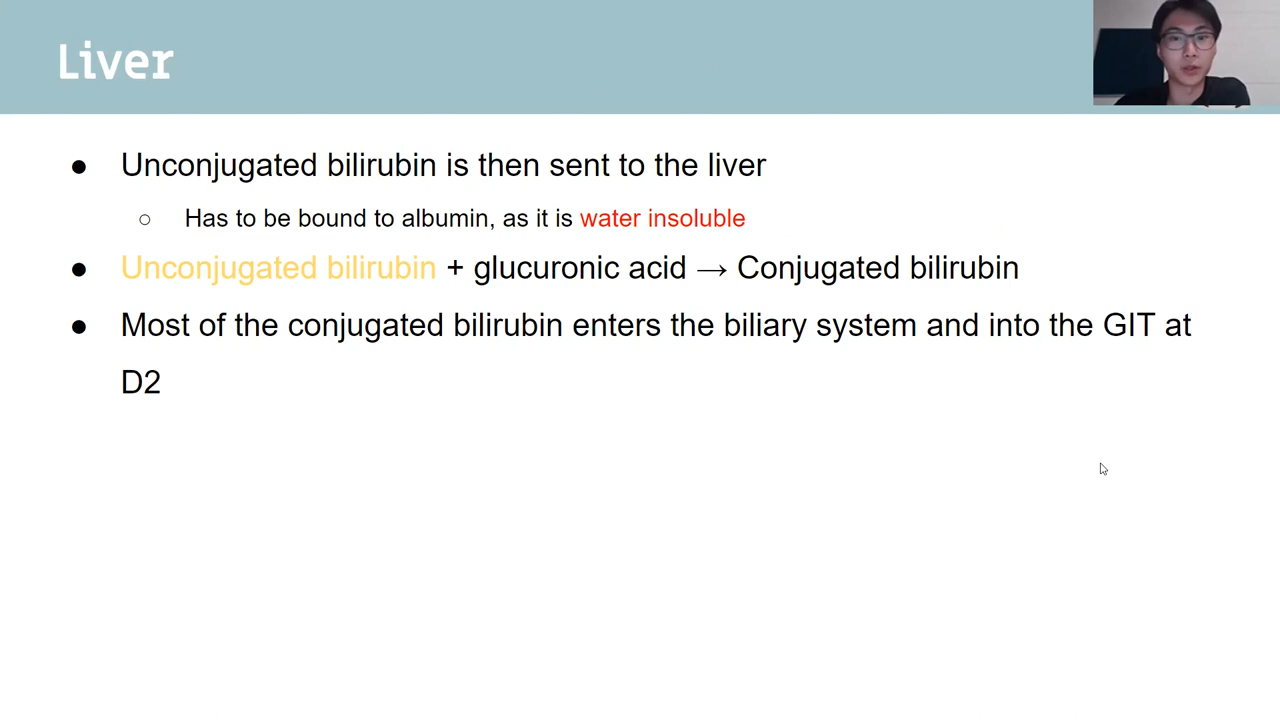 Liver
● Unconjugated bilirubin is then sent to the liver
○ Has to be bound to albumin, as it is water insoluble
● Unconjugated bilirubin + glucuronic acid → Conjugated bilirubin
● Most of the conjugated bilirubin enters the biliary system and into the GIT at
D2